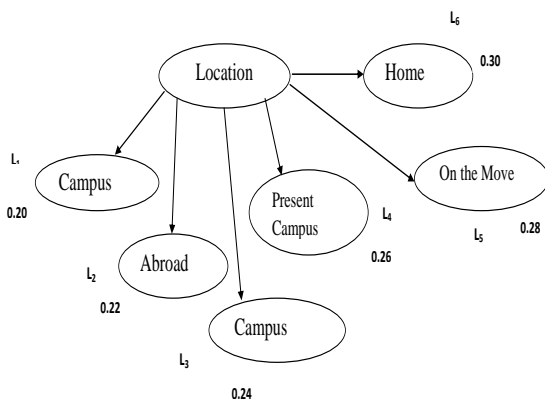 L₆
Location
Home
0.30
L₁
Campus
0.20
On the Move
L₅
0.28
Present
Campus
L₄
0.26
L₂
Abroad
0.22
Campus
L₃
0.24